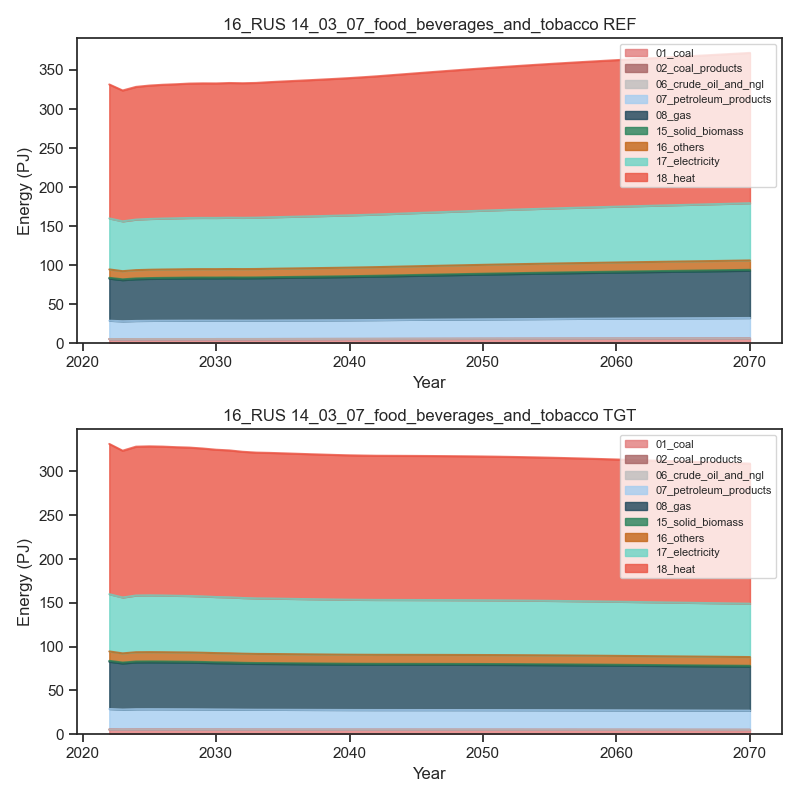 16_RUS 14_03_07_food_beverages_and_tobacco REF
Energy (PJ)
350
300
250
200
150
100
50
0
01_coal
02_coal_products
06_crude_oil_and_ngl
07_petroleum_products
08_gas
15_solid_biomass
16_others
17_electricity
18_heat
2020 2030 2040 2050 2060 2070
Year
16_RUS 14_03_07_food_beverages_and_tobacco TGT
Energy (PJ)
300
250
200
150
100
50
0
01_coal
02_coal_products
06_crude_oil_and_ngl
07_petroleum_products
08_gas
15_solid_biomass
16_others
17_electricity
18_heat
2020 2030 2040 2050 2060 2070
Year